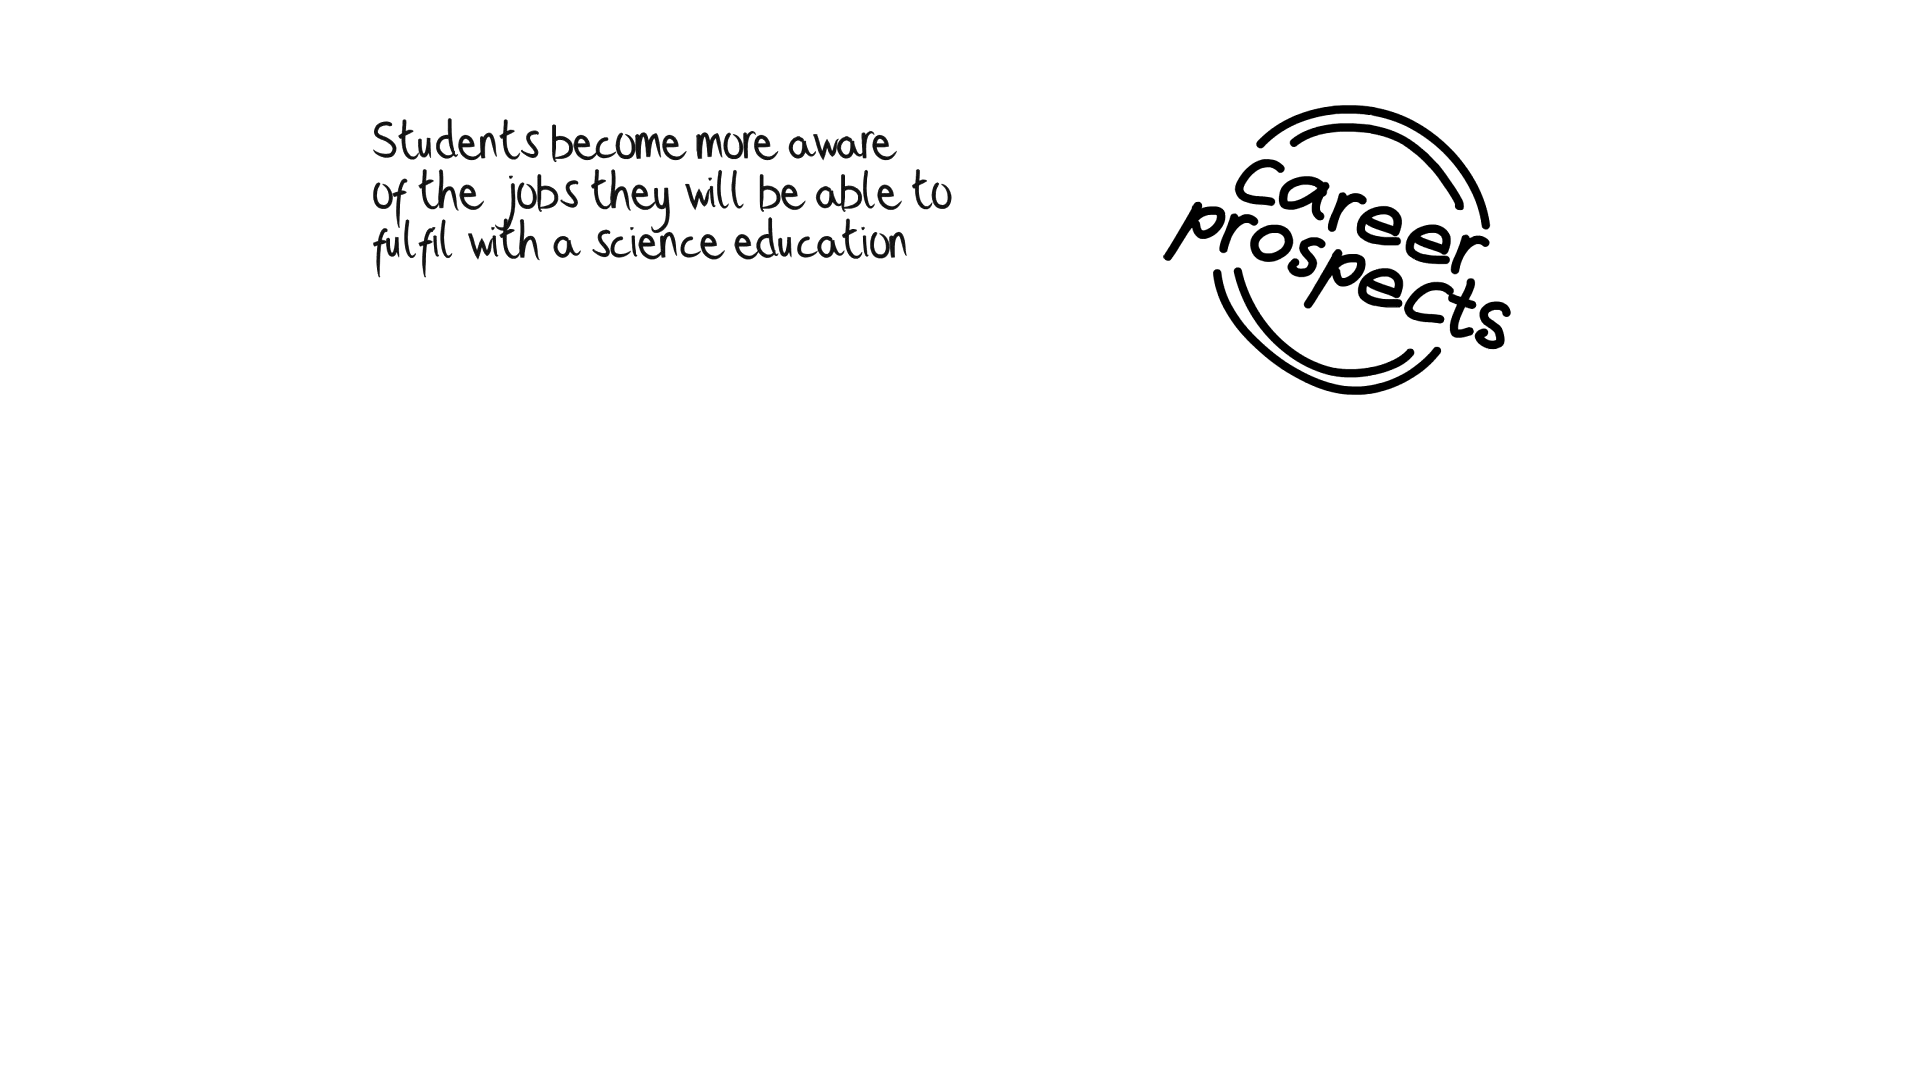 Students become more aware
of the jobs they will be able to
fulfil with a science education
career
prospects